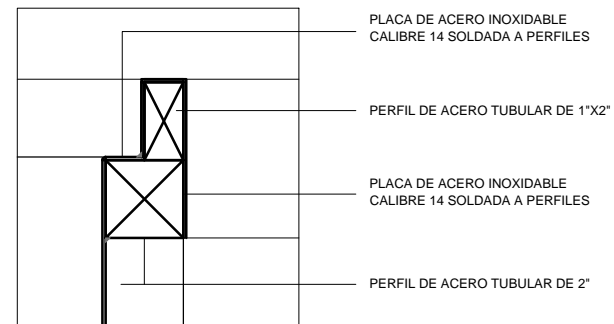 PLACA DE ACERO INOXIDABLE
CALIBRE 14 SOLDADA A PERFILES
PERFIL DE ACERO TUBULAR DE 1"X2"
PLACA DE ACERO INOXIDABLE
CALIBRE 14 SOLDADA A PERFILES
PERFIL DE ACERO TUBULAR DE 2"